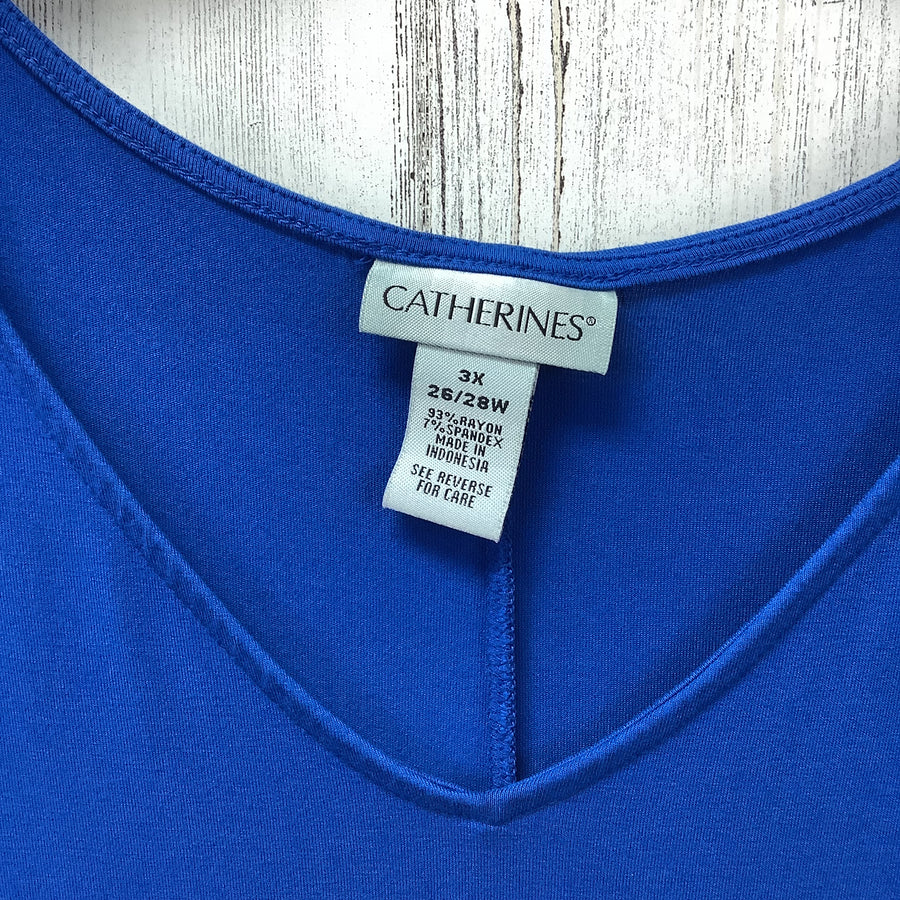 CATHERINES®
3X
26/28W
93%RAYON
7%SPANDEX
MADE IN
INDONESIA
SEE REVERSE
FOR CARE